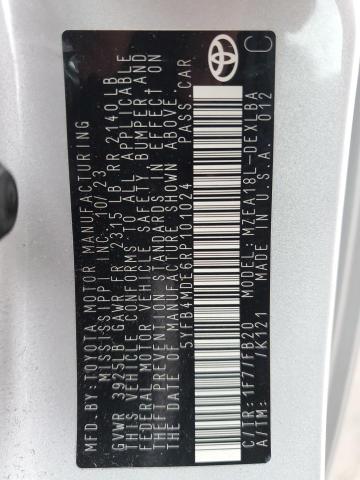 MFD.BY:TOYOTA MOTOR MANUFACTURING
MISSISSIPPI INC. 10/23
GVWR 3925LB GAWR FR 2315 LB RR 2140 LB
THIS VEHICLE CONFORMS TO ALL APPLICABLE
FEDERAL MOTOR VEHICLE SAFETY, BUMPER, AND
THEFT PREVENTION STANDARDS IN EFFECT ON
THE DATE OF MANUFACTURE SHOWN ABOVE.
5YFB4MDE6RP101024 PASS.CAR
C/TR:1F7/FB20 MODEL: MZEA18L-DEXLBA
A/TM: /K121 U.S.A. 012
TOYOTA
C